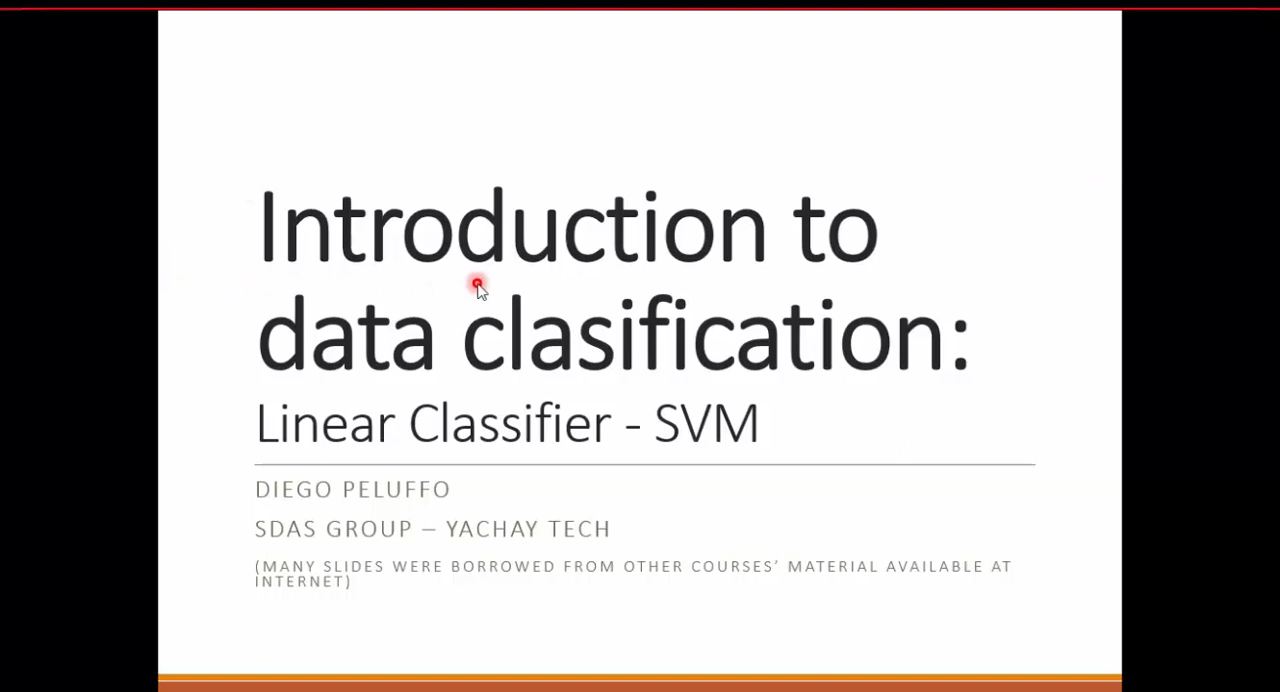 Introduction to
data clasification:
Linear Classifier - SVM
DIEGO PELUFFO
SDAS GROUP – YACHAY TECH
(MANY SLIDES WERE BORROWED FROM OTHER COURSES’ MATERIAL AVAILABLE AT
INTERNET)